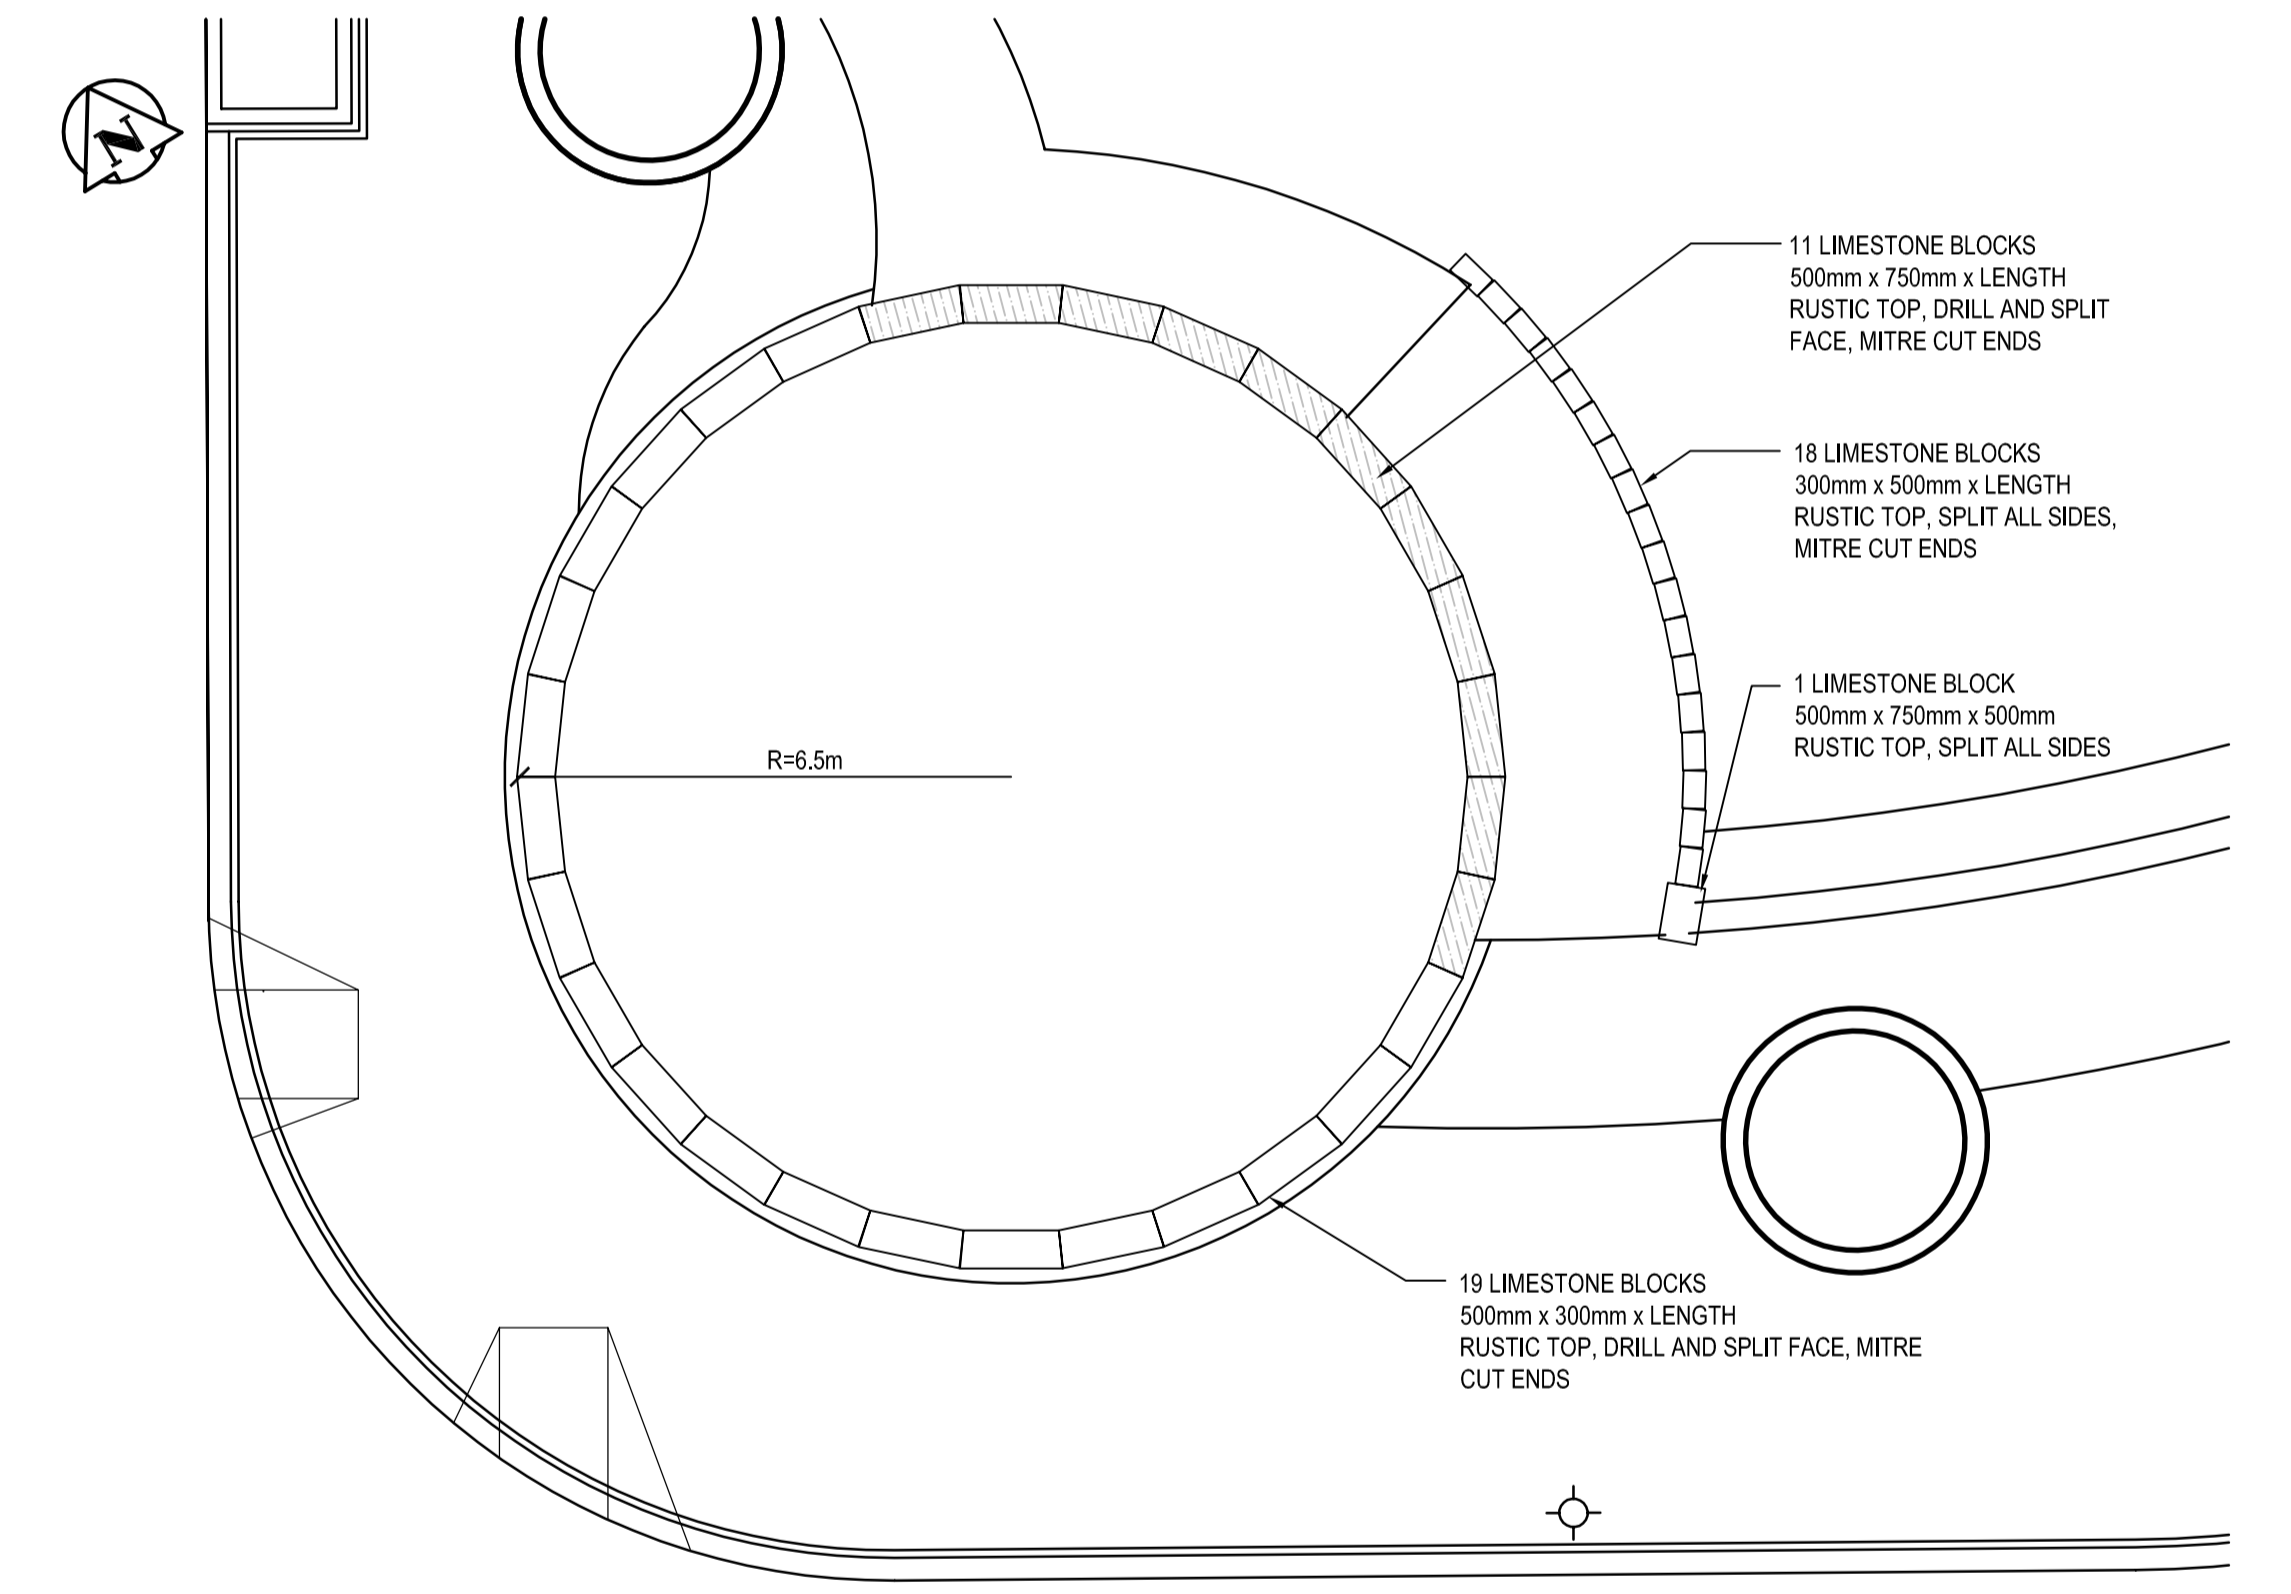 N
11 LIMESTONE BLOCKS
500mm x 750mm x LENGTH
RUSTIC TOP, DRILL AND SPLIT
FACE, MITRE CUT ENDS
18 LIMESTONE BLOCKS
300mm x 500mm x LENGTH
RUSTIC TOP, SPLIT ALL SIDES,
MITRE CUT ENDS
1 LIMESTONE BLOCK
500mm x 750mm x 500mm
RUSTIC TOP, SPLIT ALL SIDES
R=6.5m
19 LIMESTONE BLOCKS
500mm x 300mm x LENGTH
RUSTIC TOP, DRILL AND SPLIT FACE, MITRE
CUT ENDS